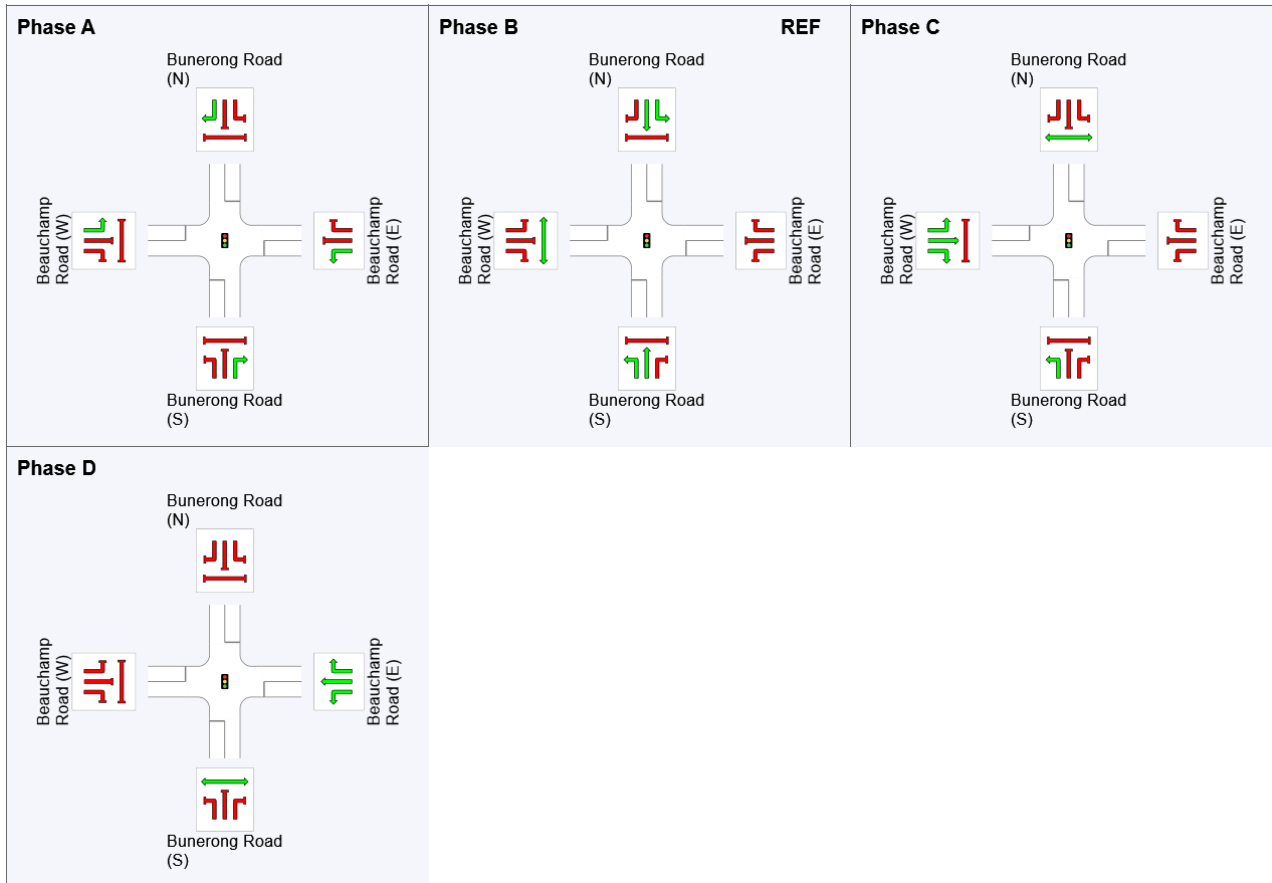 Phase A
Bunerong Road
(N)
Beauchamp
Road (W)
Beauchamp
Road (E)
Bunerong Road
(S)
Phase B
REF
Bunerong Road
(N)
Beauchamp
Road (W)
Beauchamp
Road (E)
Bunerong Road
(S)
Phase C
Bunerong Road
(N)
Beauchamp
Road (W)
Beauchamp
Road (E)
Bunerong Road
(S)
Phase D
Bunerong Road
(N)
Beauchamp
Road (W)
Beauchamp
Road (E)
Bunerong Road
(S)